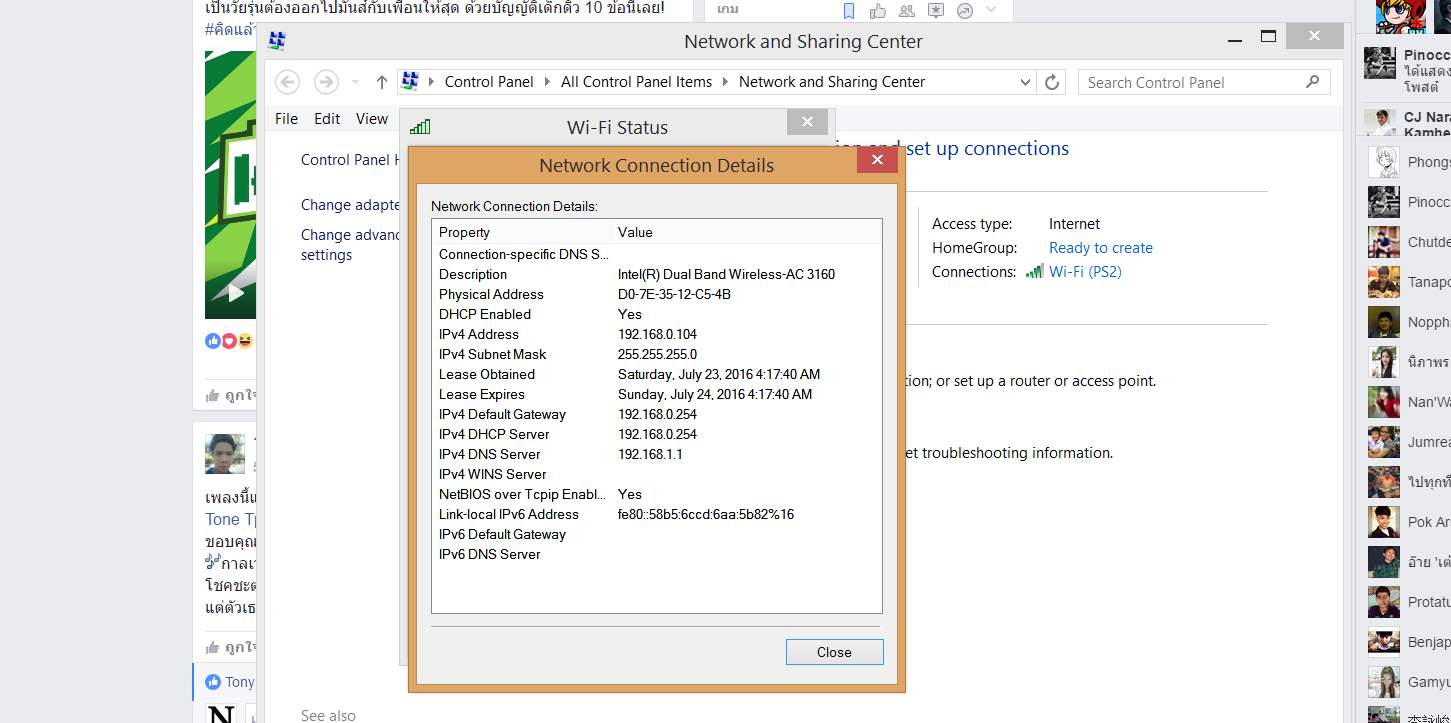 เป็นวัยรุ่นต้องออกไปมันส์กับเพื่อนให้สุด ด้วยบัญญัติเด็กดิ้ว 10 ข้อนี้เลย!
#คิดแล้ว
เกม
Network and Sharing Center
Control Panel
All Control Panel Items
Network and Sharing Center
Search Control Panel
File Edit View
Control Panel H
Change adapte
Change advanc
settings
See also
and set up connections
Access type: Internet
HomeGroup: Ready to create
Connections: Wi-Fi (PS2)
tion; or set up a router or access point.
et troubleshooting information.
Wi-Fi Status
Network Connection Details
Network Connection Details:
Property Value
Connection-specific DNS S...
Description Intel(R) Dual Band Wireless-AC 3160
Physical Address D0-7E-35-12-C5-4B
DHCP Enabled Yes
IPv4 Address 192.168.0.104
IPv4 Subnet Mask 255.255.255.0
Lease Obtained Saturday, July 23, 2016 4:17:40 AM
Lease Expires Sunday, July 24, 2016 4:17:40 AM
IPv4 Default Gateway 192.168.0.254
IPv4 DHCP Server 192.168.0.254
IPv4 DNS Server 192.168.1.1
IPv4 WINS Server
NetBIOS over Tcpip Enabl... Yes
Link-local IPv6 Address fe80::58b5:6ccd:6aa:5b82%16
IPv6 Default Gateway
IPv6 DNS Server
Close
ถูกใจ
เพลงนี้แ
Tone Tp
ขอบคุณ
กาลเว
โชคชะต
แต่ตัวเธ
ถูกใจ
Tony
N
Pinocc
ได้แสดง
โพสต์
CJ Nara
Kamhe
Phongs
Pinocch
Chutde
Tanapo
Noppha
นิภาพร
Nan'Wa
Jumrea
ไปทุกที่
Pok An
อ๊าย 'เต้
Protatu
Benjap
Gamyu
李詠峻